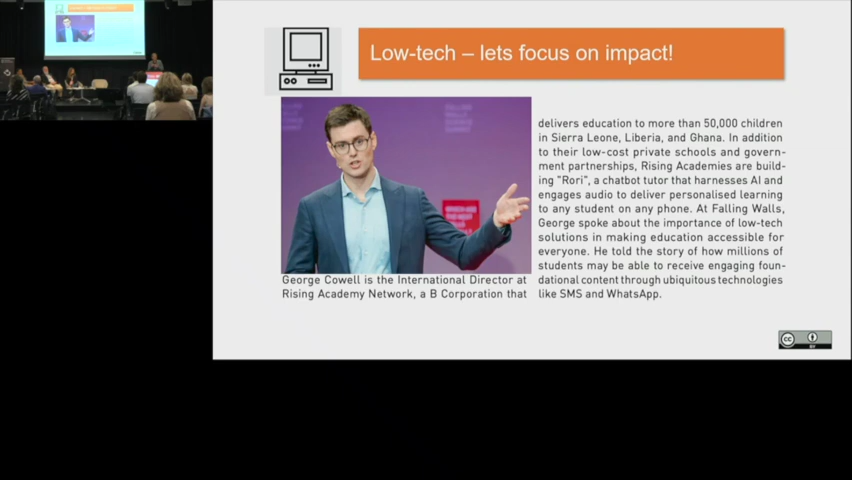 Low-tech – lets focus on impact!
George Cowell is the International Director at
Rising Academy Network, a B Corporation that
delivers education to more than 50,000 children
in Sierra Leone, Liberia, and Ghana. In addition
to their low-cost private schools and govern-
ment partnerships, Rising Academies are build-
ing "Rori", a chatbot tutor that harnesses AI and
engages audio to deliver personalised learning
to any student on any phone. At Falling Walls,
George spoke about the importance of low-tech
solutions in making education accessible for
everyone. He told the story of how millions of
students may be able to receive engaging foun-
dational content through ubiquitous technologies
like SMS and WhatsApp.
cc
BY